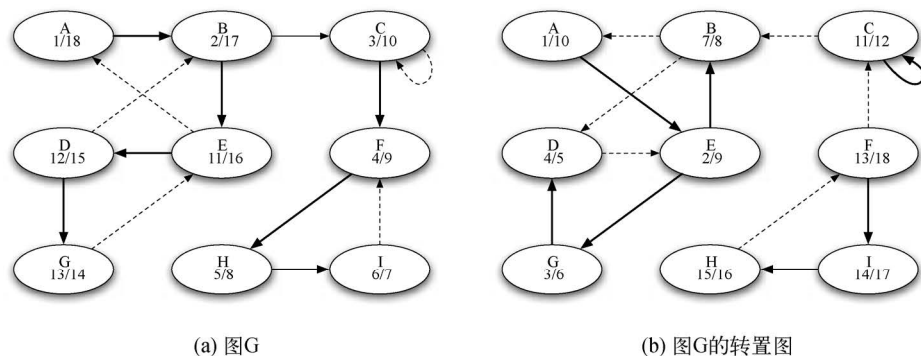 A
1/18
B
2/17
C
3/10
D
12/15
E
11/16
F
4/9
G
13/14
H
5/8
I
6/7
(a) 图G
A
1/10
B
7/8
C
11/12
D
4/5
E
2/9
F
13/18
G
3/6
H
15/16
I
14/17
(b) 图G的转置图